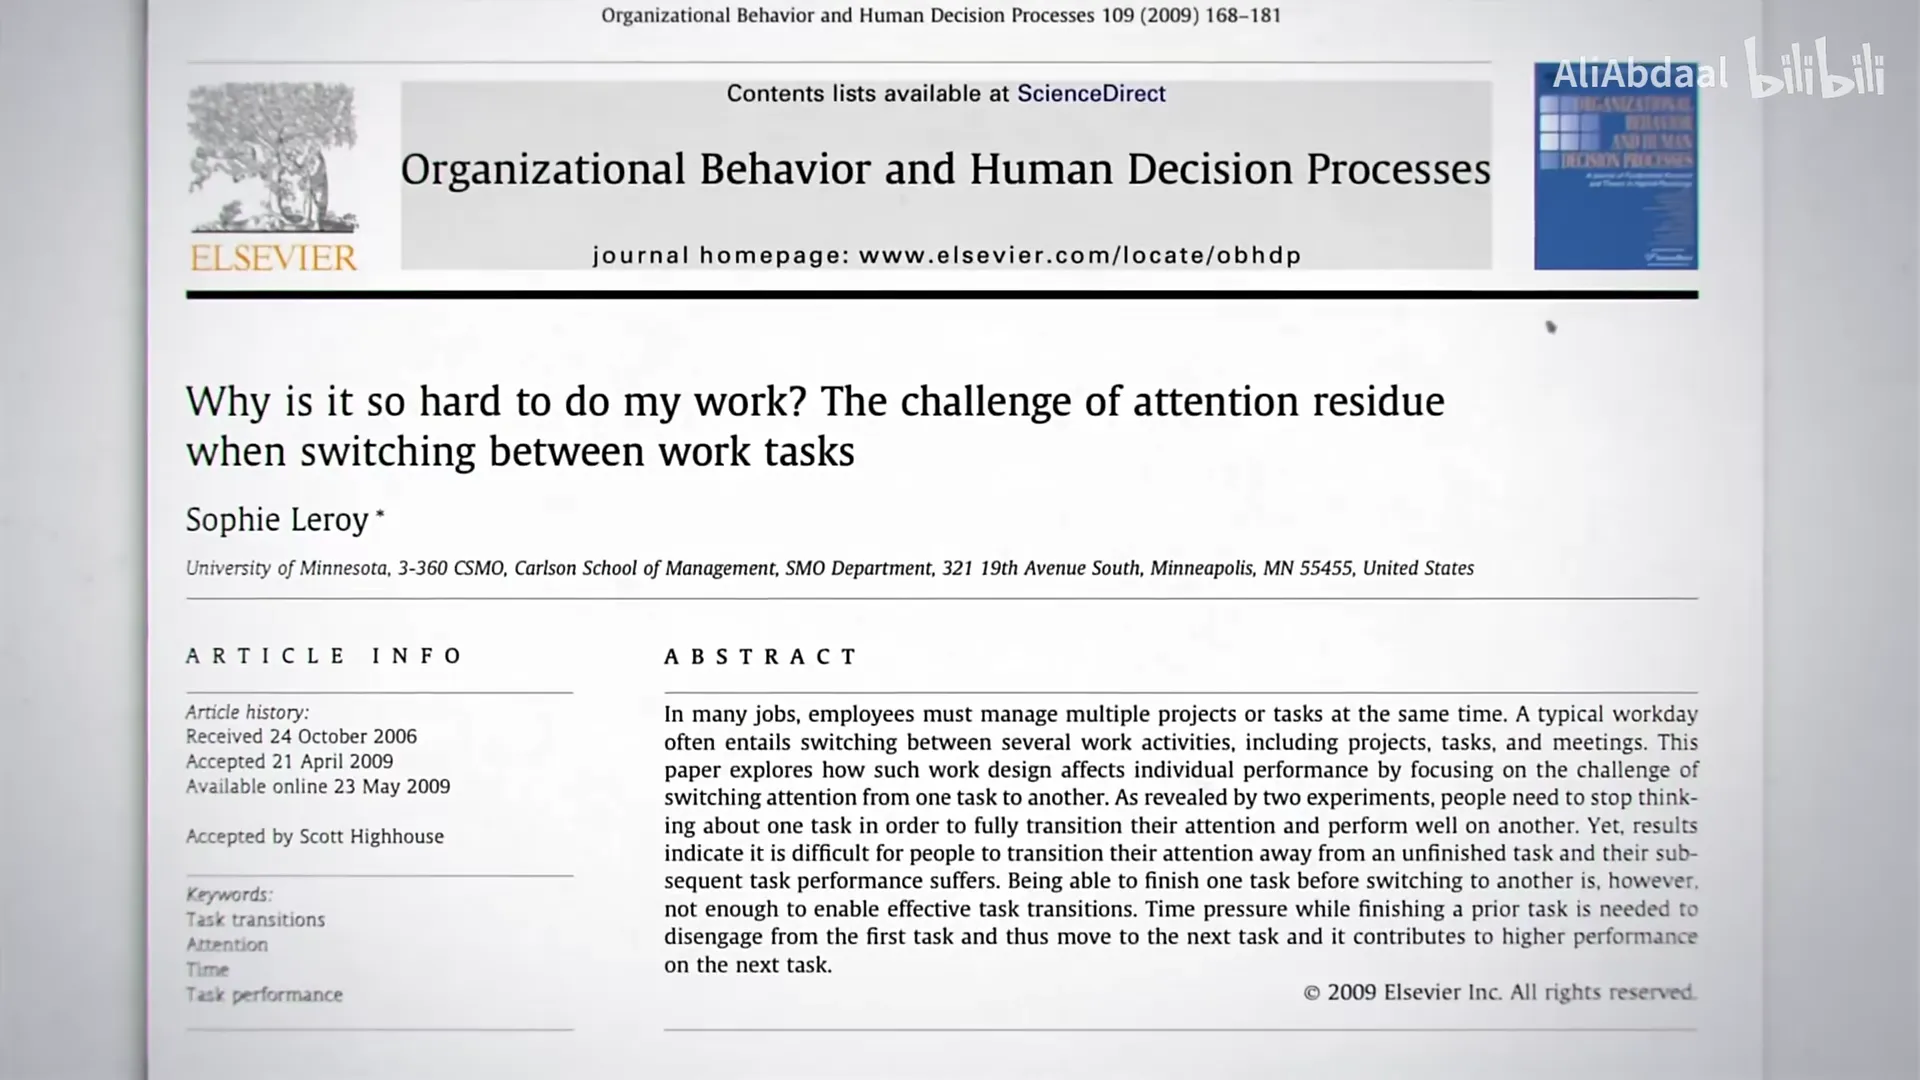 Organizational Behavior and Human Decision Processes 109 (2009) 168–181
AliAbdaal bilibili
Contents lists available at ScienceDirect
Organizational Behavior and Human Decision Processes
journal homepage: www.elsevier.com/locate/obhdp
ELSEVIER
ORGANIZATIONAL
BEHAVIOR
AND HUMAN
DECISION PROCESSES
Why is it so hard to do my work? The challenge of attention residue
when switching between work tasks
Sophie Leroy *
University of Minnesota, 3-360 CSMO, Carlson School of Management, SMO Department, 321 19th Avenue South, Minneapolis, MN 55455, United States
ARTICLE INFO
Article history:
Received 24 October 2006
Accepted 21 April 2009
Available online 23 May 2009
Accepted by Scott Highhouse
Keywords:
Task transitions
Attention
Time
Task performance
ABSTRACT
In many jobs, employees must manage multiple projects or tasks at the same time. A typical workday
often entails switching between several work activities, including projects, tasks, and meetings. This
paper explores how such work design affects individual performance by focusing on the challenge of
switching attention from one task to another. As revealed by two experiments, people need to stop think-
ing about one task in order to fully transition their attention and perform well on another. Yet, results
indicate it is difficult for people to transition their attention away from an unfinished task and their sub-
sequent task performance suffers. Being able to finish one task before switching to another is, however,
not enough to enable effective task transitions. Time pressure while finishing a prior task is needed to
disengage from the first task and thus move to the next task and it contributes to higher performance
on the next task.
© 2009 Elsevier Inc. All rights reserved.